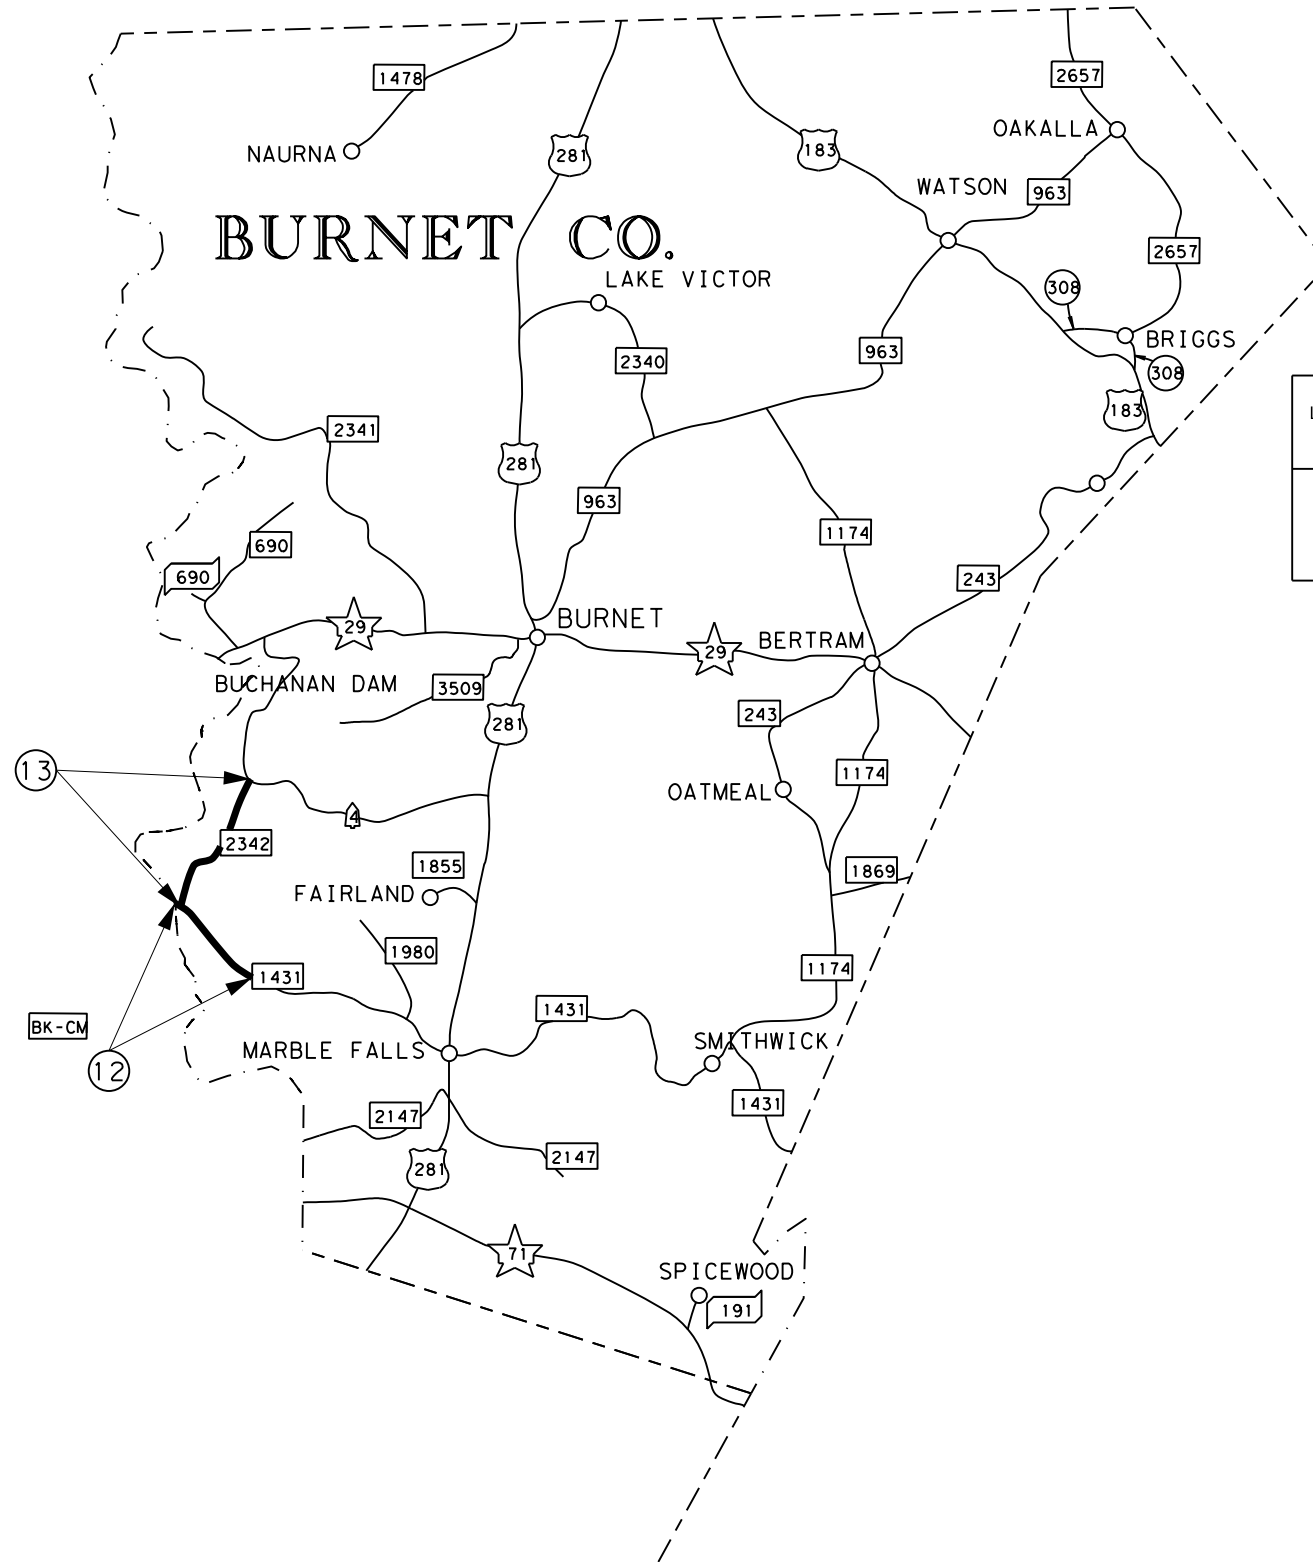 2657
1478
OAKALLA
183
NAURNA
281
WATSON
963
BURNET CO.
2657
LAKE VICTOR
308
BRIGGS
963
2340
308
183
2341
281
963
1174
690
690
243
BURNET
29
BERTRAM
29
BUCHANAN DAM
3509
243
281
13
1174
OATMEAL
4
2342
1855
1869
FAIRLAND
1980
1174
1431
1431
BK-CM
SMITHWICK
MARBLE FALLS
12
1431
2147
2147
281
71
SPICEWOOD
191